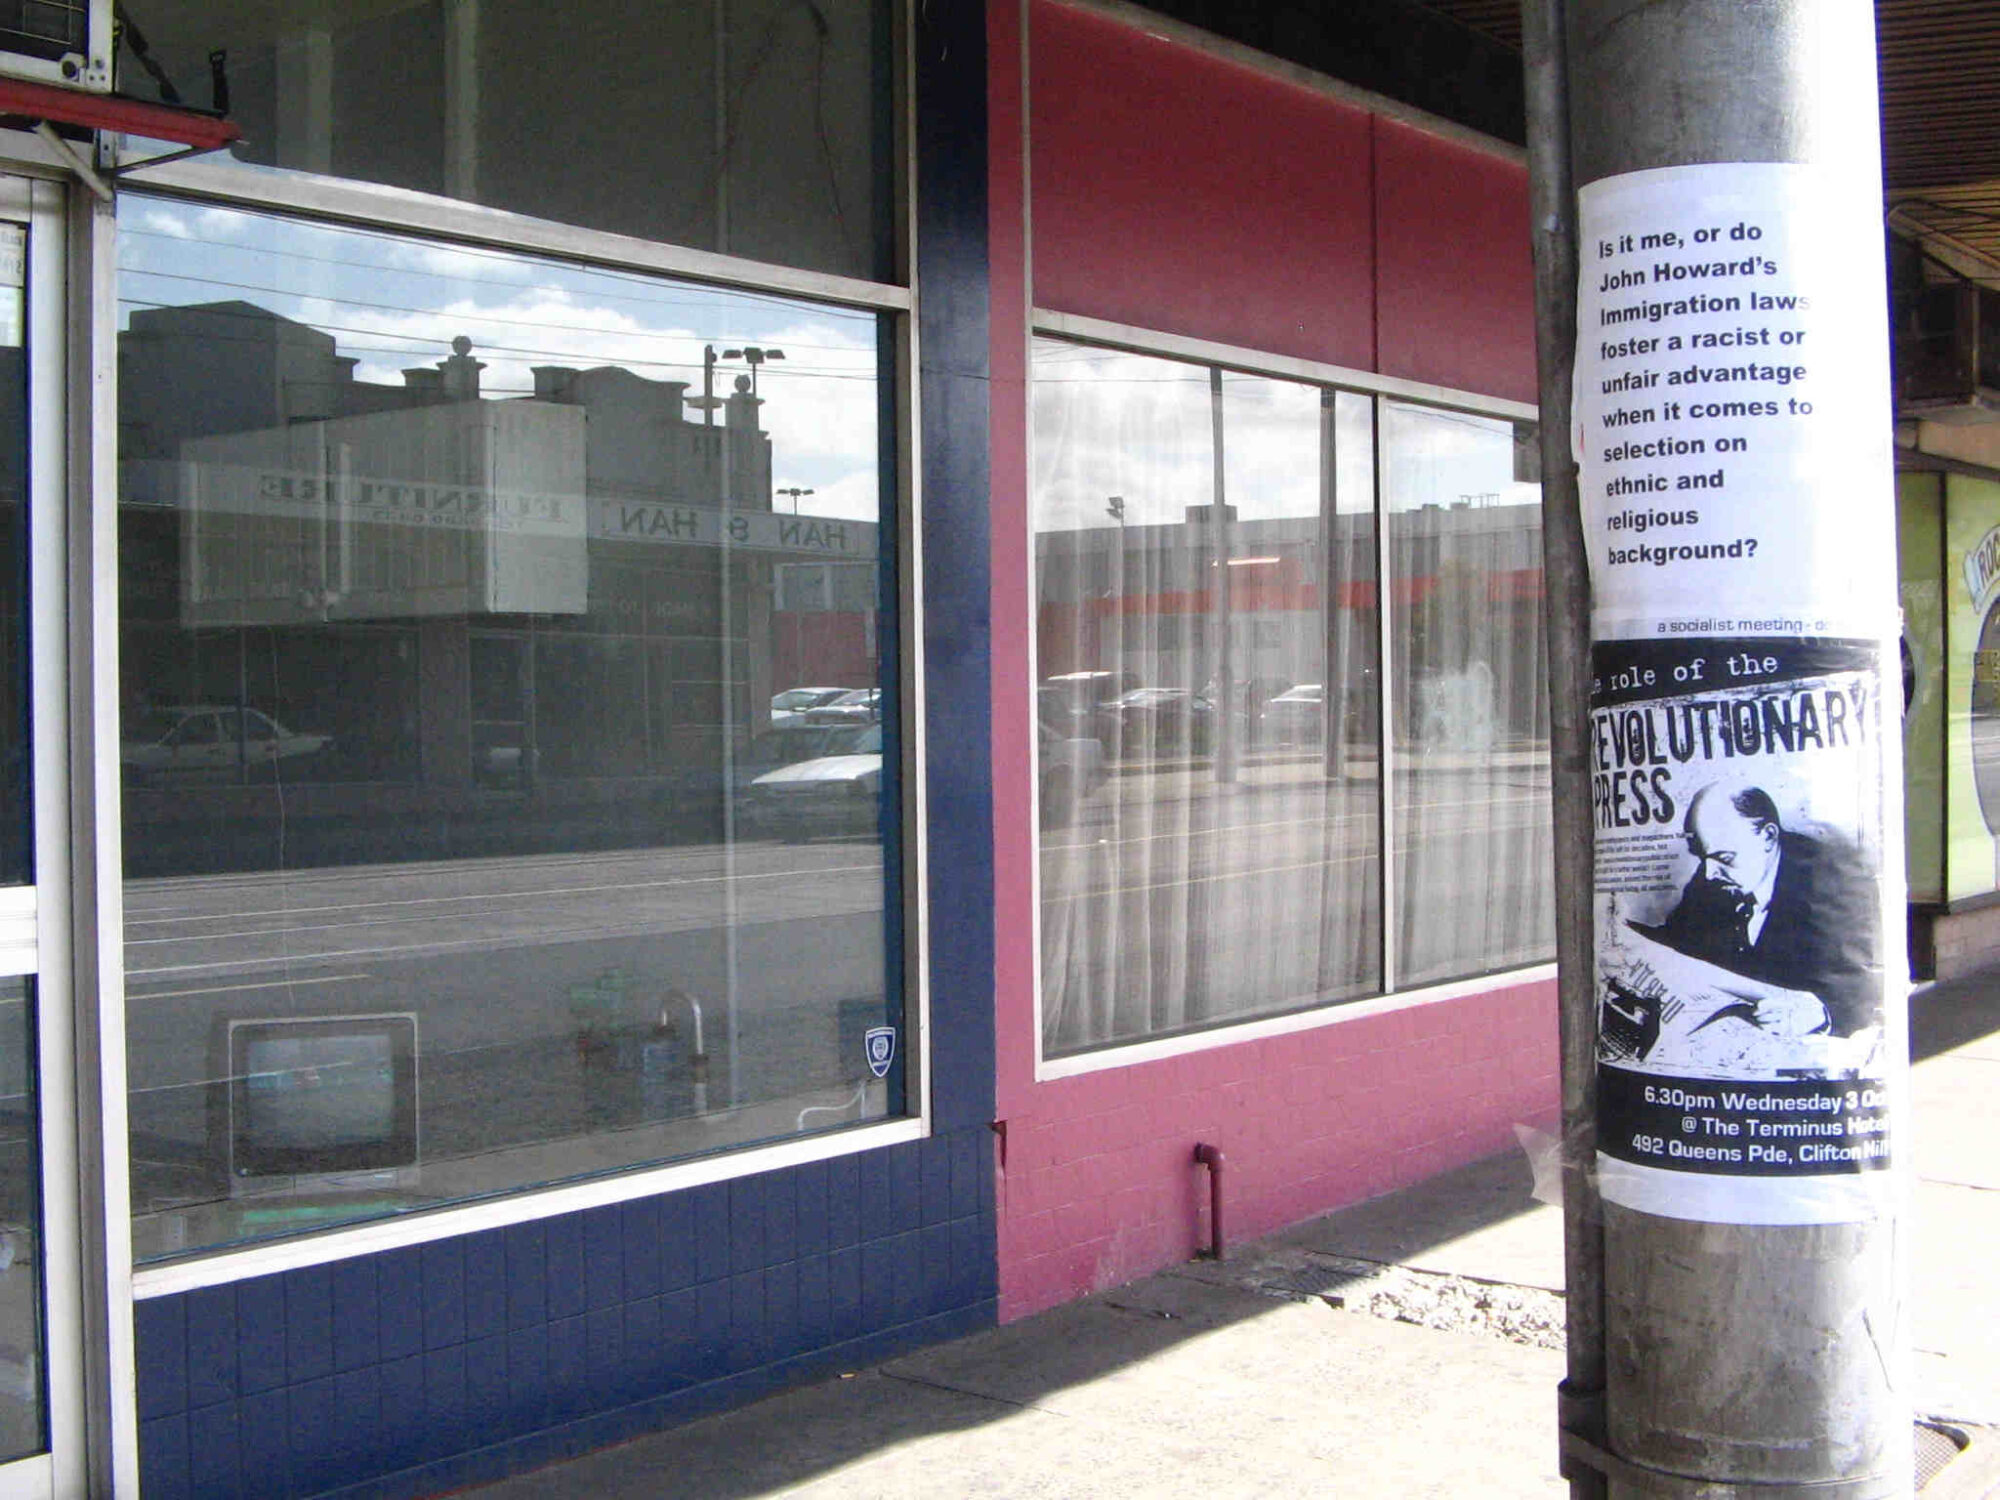 Is it me, or do
John Howard's
Immigration laws
foster a racist or
unfair advantage
when it comes to
selection on
ethnic and
religious
background?
a socialist meeting -
role of the
REVOLUTIONARY
PRESS
6.30pm Wednesday 3 Oct
@ The Terminus Hotel
492 Queens Pde, Clifton Hill
FURNITURE
HAN & HAN